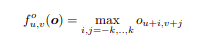 f^o_{u,v}(o) = max_{i,j=−k,..,k} o_{u+i,v+j}